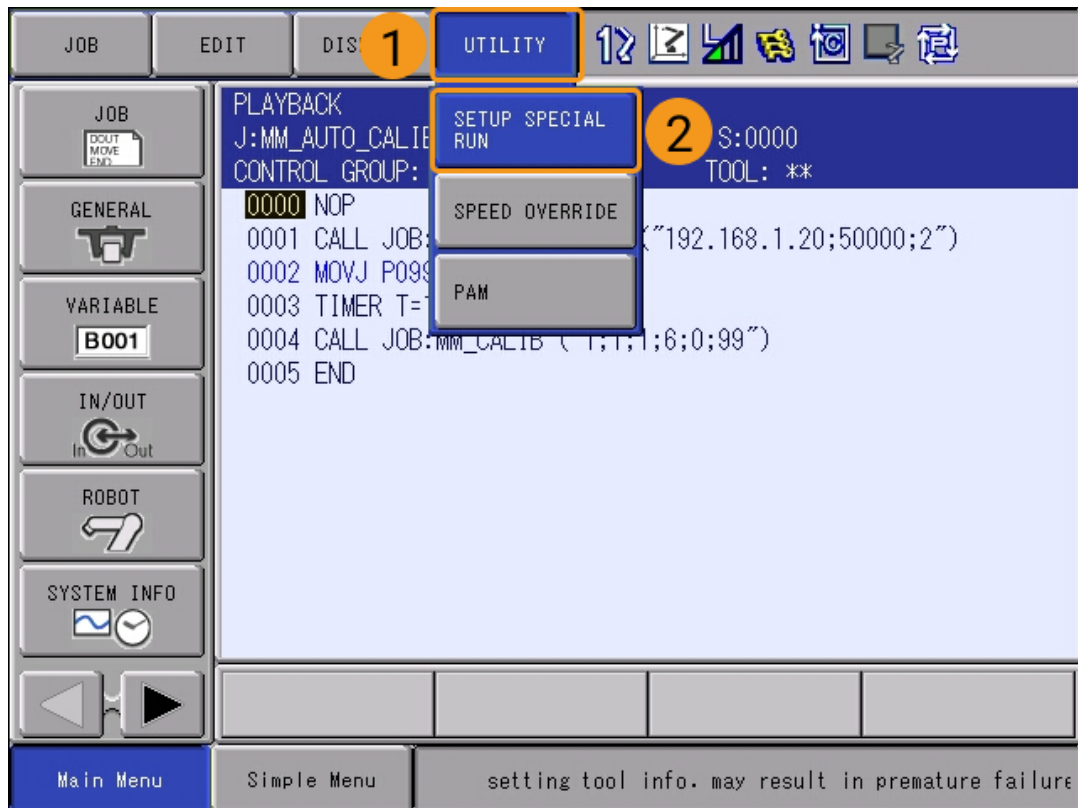 JOB
EDIT
DIS
1
UTILITY
JOB
DOUT
MOVE
END
GENERAL
VARIABLE
B001
IN/OUT
In Out
ROBOT
SYSTEM INFO
PLAYBACK
J:MM_AUTO_CALIB S:0000
CONTROL GROUP: TOOL: **
SETUP SPECIAL
RUN
2
SPEED OVERRIDE
PAM
0000 NOP
0001 CALL JOB: ("192.168.1.20;50000;2")
0002 MOVJ P099
0003 TIMER T=
0004 CALL JOB:MM_CALIB ("1;1;1;6;0;99")
0005 END
Main Menu
Simple Menu
setting tool info. may result in premature failure